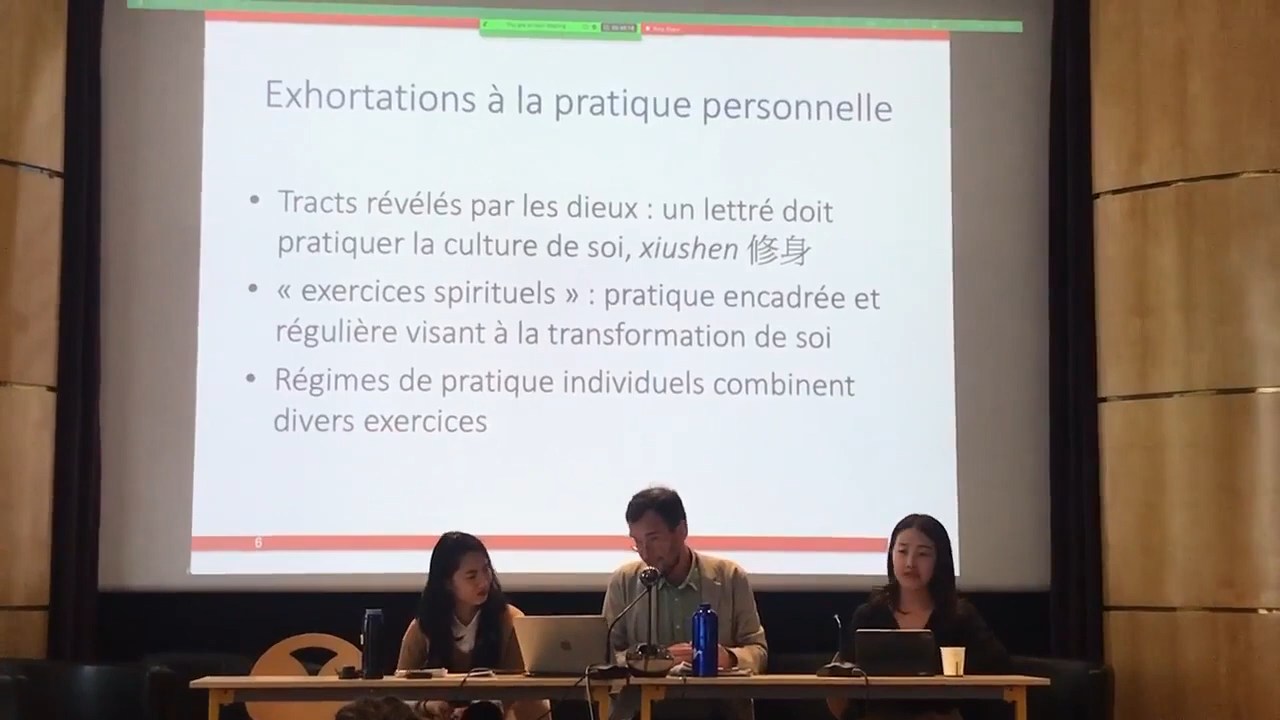 Exhortations à la pratique personnelle
• Tracts révélés par les dieux : un lettré doit
pratiquer la culture de soi, xiushen 修身
• « exercices spirituels » : pratique encadrée et
régulière visant à la transformation de soi
• Régimes de pratique individuels combinent
divers exercices
6